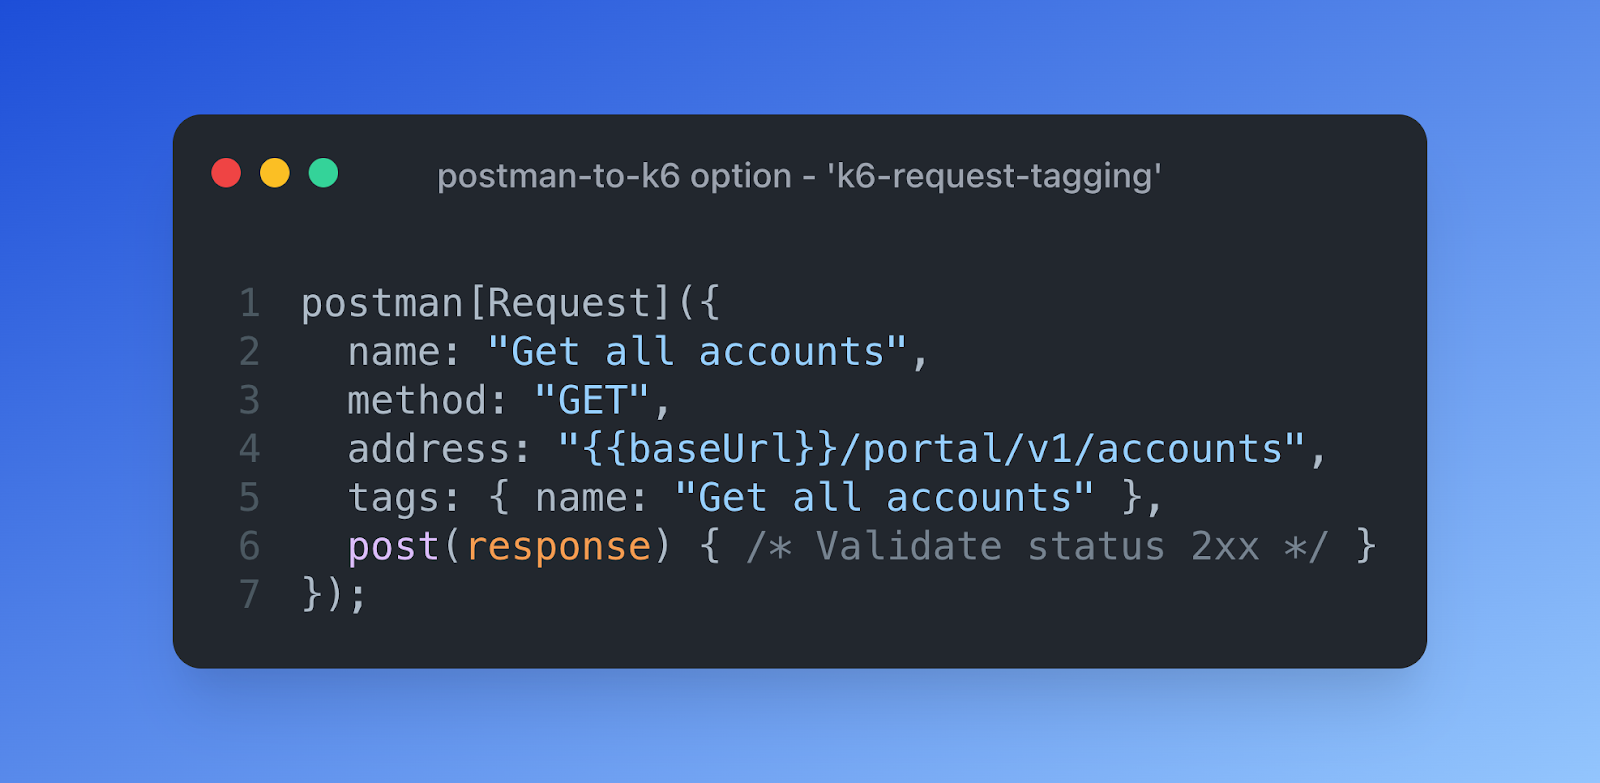 postman-to-k6 option - 'k6-request-tagging'
1 postman[Request]({
2   name: "Get all accounts",
3   method: "GET",
4   address: "{{baseUrl}}/portal/v1/accounts",
5   tags: { name: "Get all accounts" },
6   post(response) { /* Validate status 2xx */ }
7 });